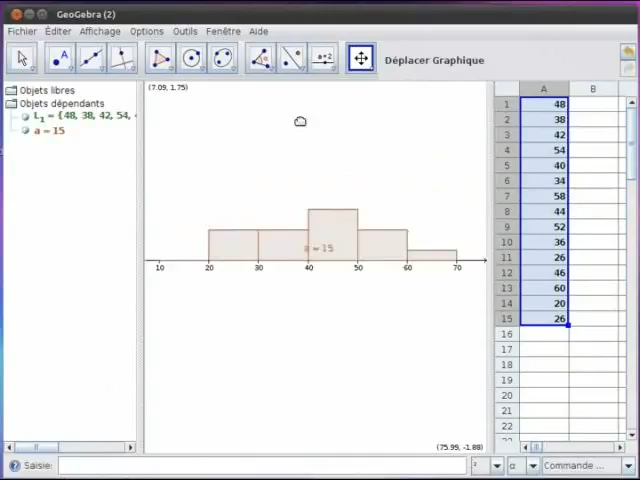 GeoGebra (2)
Fichier Éditer Affichage Options Outils Fenêtre Aide
A a=2 Déplacer Graphique
Objets libres
Objets dépendants
L1 = {48, 38, 42, 54,
a = 15
(7.09, 1.75)
a = 15
10 20 30 40 50 60 70
(75.99, -1.88)
A B
1 48
2 38
3 42
4 54
5 40
6 34
7 58
8 44
9 52
10 36
11 26
12 46
13 60
14 20
15 26
16
17
18
19
20
21
22
Saisie: ² α Commande ...